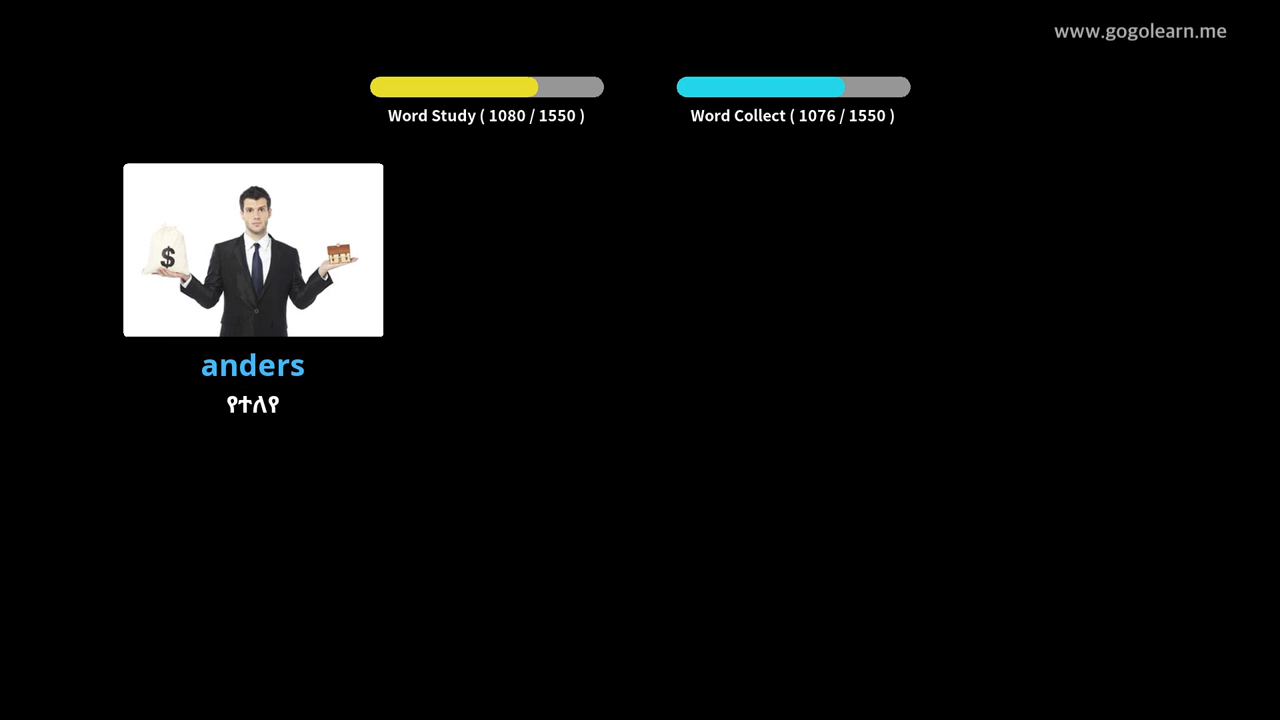 www.gogolearn.me
Word Study ( 1080 / 1550 )
Word Collect ( 1076 / 1550 )
$
anders
የተለየ